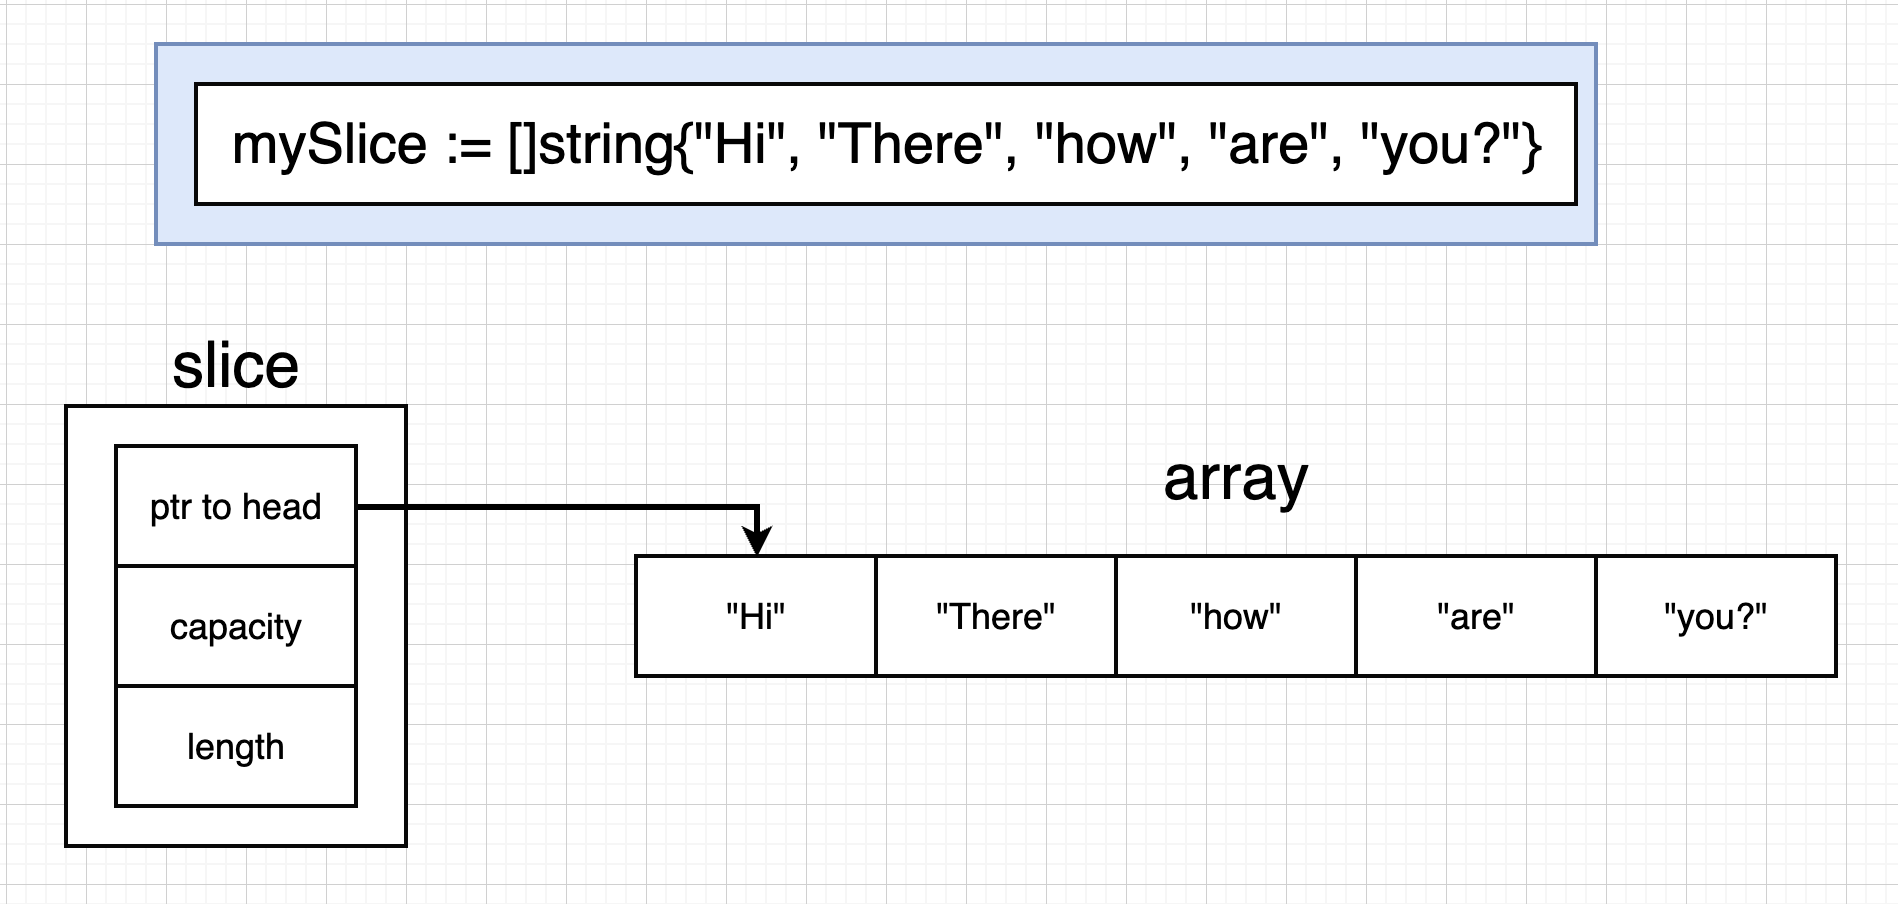 mySlice := []string{"Hi", "There", "how", "are", "you?"}
slice
ptr to head
capacity
length
array
"Hi" "There" "how" "are" "you?"